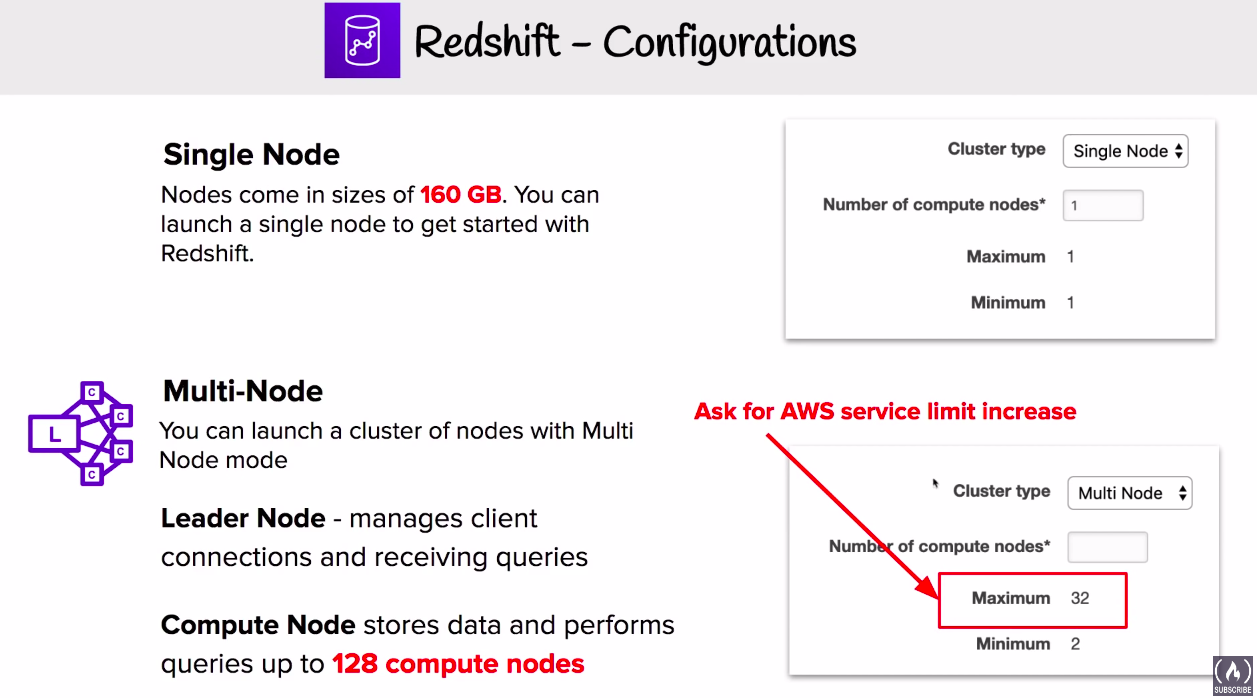 Redshift – Configurations
Single Node
Nodes come in sizes of 160 GB. You can
launch a single node to get started with
Redshift.
Cluster type Single Node
Number of compute nodes* 1
Maximum 1
Minimum 1
Multi-Node
You can launch a cluster of nodes with Multi
Node mode
L
C
C
C
C
Leader Node - manages client
connections and receiving queries
Compute Node stores data and performs
queries up to 128 compute nodes
Ask for AWS service limit increase
Cluster type Multi Node
Number of compute nodes*
Maximum 32
Minimum 2
SUBSCRIBE